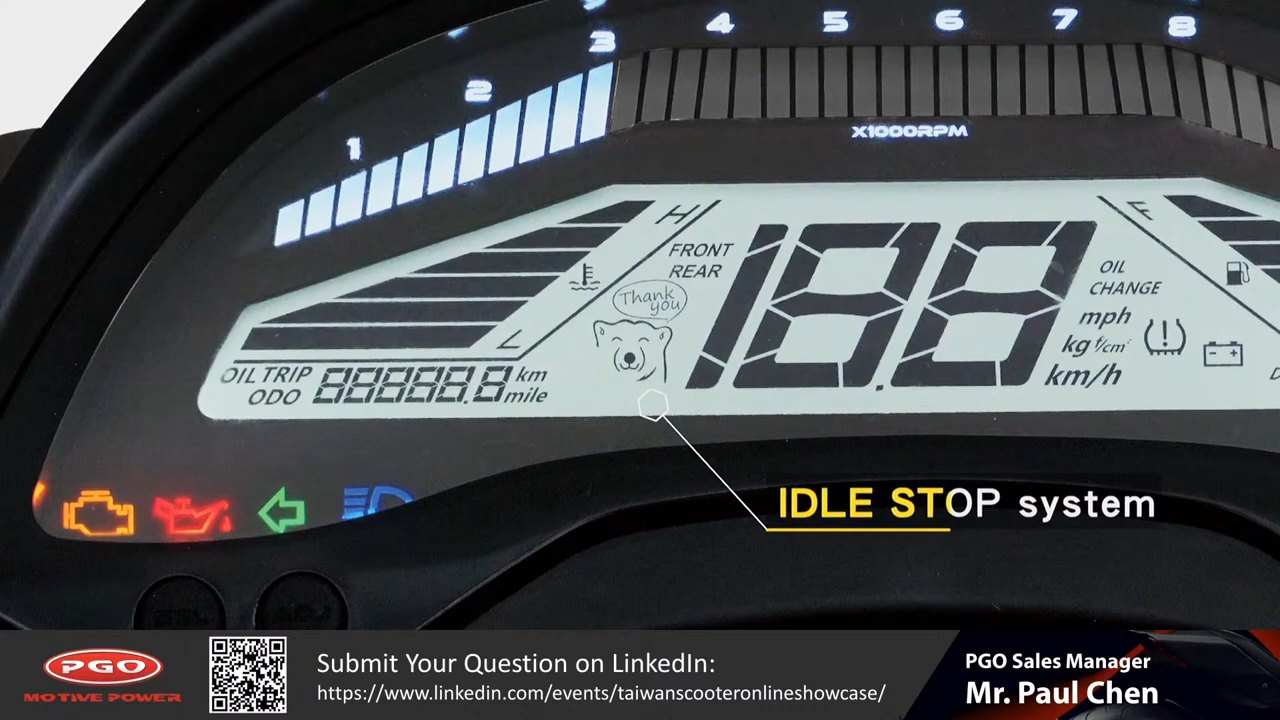 1
2
3
4
5
6
7
8
X1000RPM
H
L
FRONT
REAR
Thank
you
188.8
F
OIL
CHANGE
mph
kg f/cm²
km/h
OIL TRIP
ODO
88888.8
km
mile
IDLE STOP system
PGO
MOTIVE POWER
Submit Your Question on LinkedIn:
https://www.linkedin.com/events/taiwanscooteronlineshowcase/
PGO Sales Manager
Mr. Paul Chen